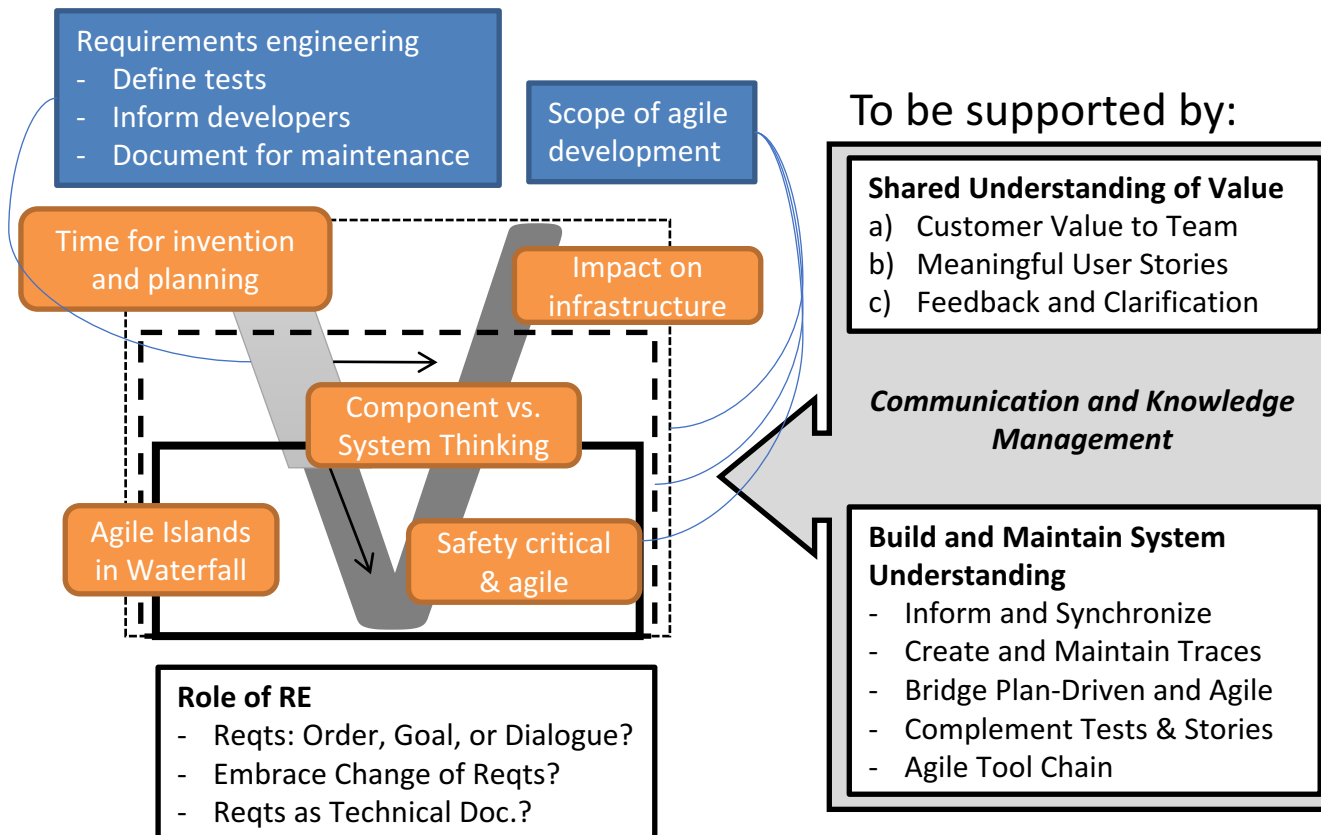 Requirements engineering
- Define tests
- Inform developers
- Document for maintenance
Scope of agile
development
Time for invention
and planning
Impact on
infrastructure
Component vs.
System Thinking
Agile Islands
in Waterfall
Safety critical
& agile
Role of RE
- Reqts: Order, Goal, or Dialogue?
- Embrace Change of Reqts?
- Reqts as Technical Doc.?
To be supported by:
Shared Understanding of Value
a) Customer Value to Team
b) Meaningful User Stories
c) Feedback and Clarification
Communication and Knowledge
Management
Build and Maintain System
Understanding
- Inform and Synchronize
- Create and Maintain Traces
- Bridge Plan-Driven and Agile
- Complement Tests & Stories
- Agile Tool Chain